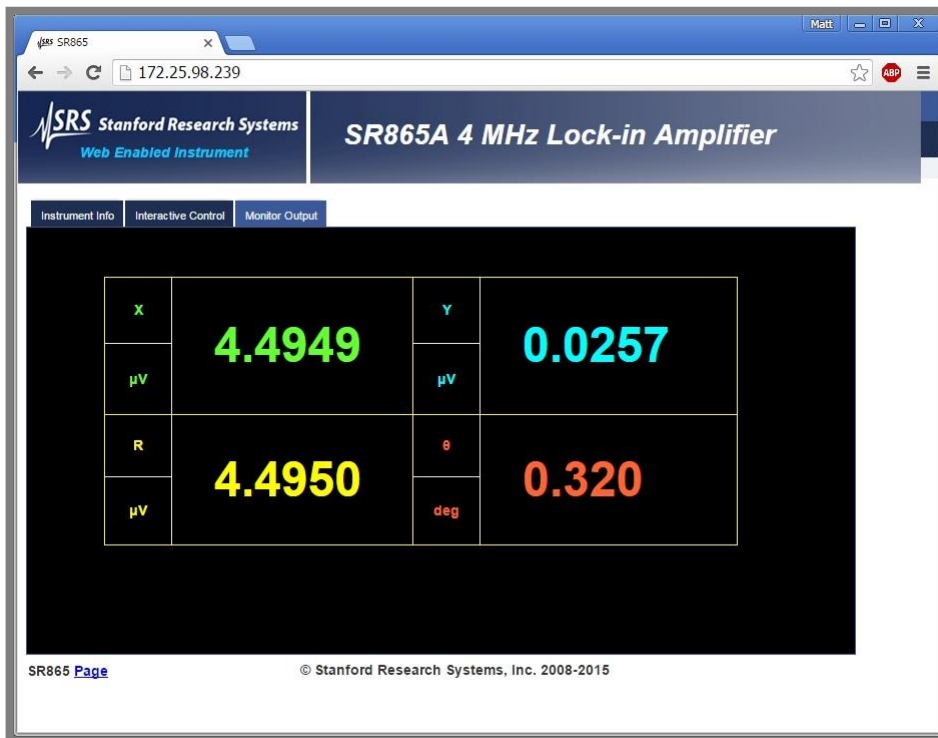 Matt
SRS SR865
172.25.98.239
ABP
SRS Stanford Research Systems
Web Enabled Instrument
SR865A 4 MHz Lock-in Amplifier
Instrument Info Interactive Control Monitor Output
X
4.4949
µV
Y
0.0257
µV
R
4.4950
µV
θ
0.320
deg
SR865 Page
© Stanford Research Systems, Inc. 2008-2015